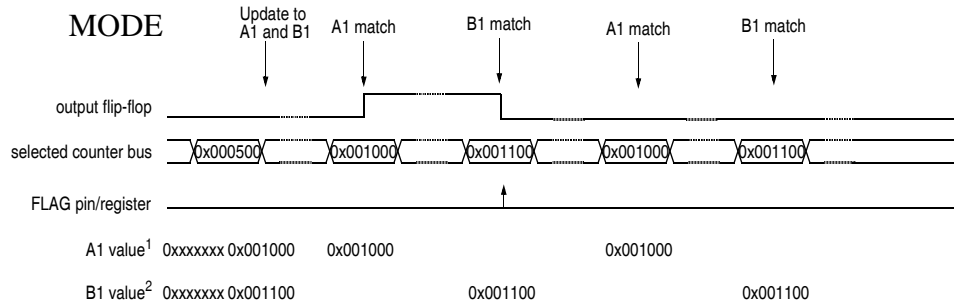 MODE
Update to
A1 and B1
A1 match
B1 match
A1 match
B1 match
output flip-flop
selected counter bus 0x000500 0x001000 0x001100 0x001000 0x001100
FLAG pin/register
A1 value1 0xxxxxxx 0x001000 0x001000 0x001000
B1 value2 0xxxxxxx 0x001100 0x001100 0x001100